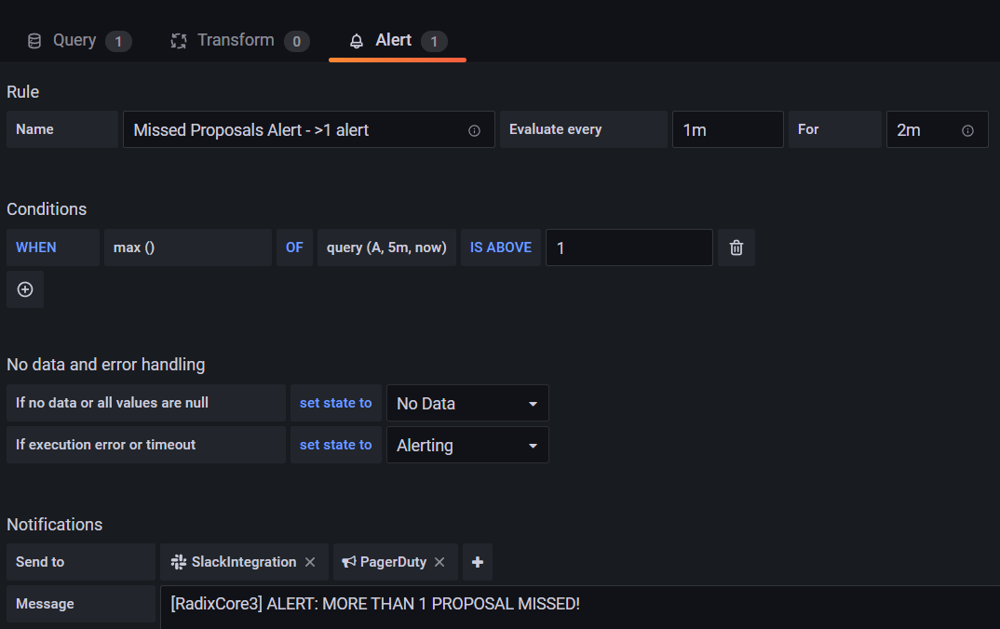 Query 1 Transform 0 Alert 1
Rule
Name Missed Proposals Alert - >1 alert Evaluate every 1m For 2m
Conditions
WHEN max () OF query (A, 5m, now) IS ABOVE 1
No data and error handling
If no data or all values are null set state to No Data
If execution error or timeout set state to Alerting
Notifications
Send to SlackIntegration PagerDuty
Message [RadixCore3] ALERT: MORE THAN 1 PROPOSAL MISSED!